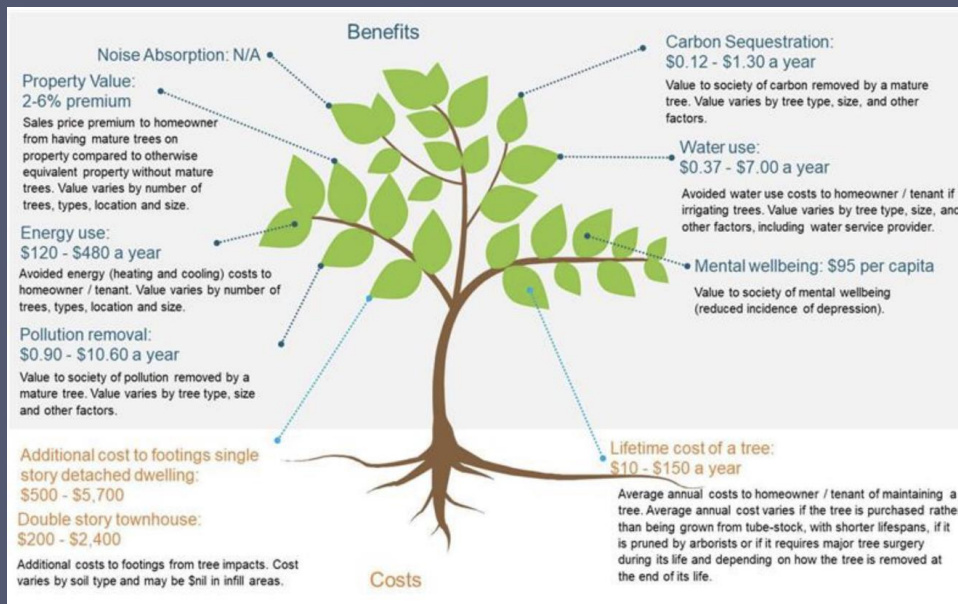 Benefits
Noise Absorption: N/A
Property Value:
2-6% premium
Sales price premium to homeowner
from having mature trees on
property compared to otherwise
equivalent property without mature
trees. Value varies by number of
trees, types, location and size.
Energy use:
$120 - $480 a year
Avoided energy (heating and cooling) costs to
homeowner / tenant. Value varies by number of
trees, types, location and size.
Pollution removal:
$0.90 - $10.60 a year
Value to society of pollution removed by a
mature tree. Value varies by tree type, size
and other factors.
Carbon Sequestration:
$0.12 - $1.30 a year
Value to society of carbon removed by a mature
tree. Value varies by tree type, size, and other
factors.
Water use:
$0.37 - $7.00 a year
Avoided water use costs to homeowner / tenant if
irrigating trees. Value varies by tree type, size, and
other factors, including water service provider.
Mental wellbeing: $95 per capita
Value to society of mental wellbeing
(reduced incidence of depression).
Additional cost to footings single
story detached dwelling:
$500 - $5,700
Double story townhouse:
$200 - $2,400
Additional costs to footings from tree impacts. Cost
varies by soil type and may be $nil in infill areas.
Costs
Lifetime cost of a tree:
$10 - $150 a year
Average annual costs to homeowner / tenant of maintaining a
tree. Average annual cost varies if the tree is purchased rathe
than being grown from tube-stock, with shorter lifespans, if it
is pruned by arborists or if it requires major tree surgery
during its life and depending on how the tree is removed at
the end of its life.